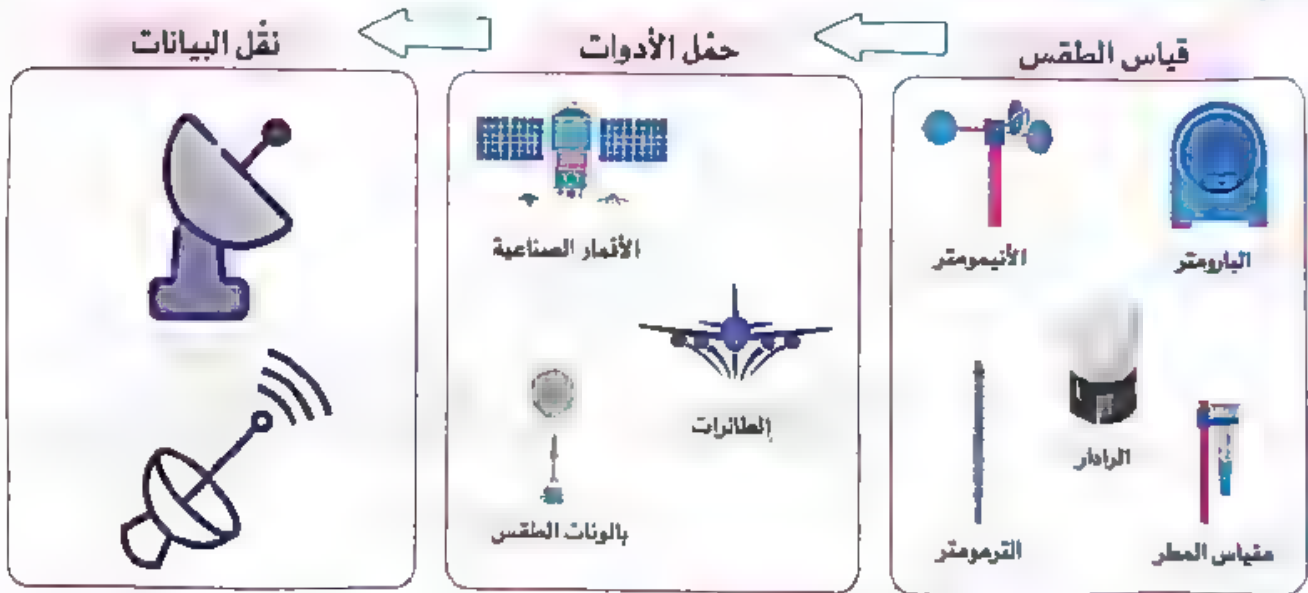 قياس الطقس
البارومتر
الأنيمومتر
الرادار
مقياس المطر
الترمومتر
حمل الأدوات
الأقمار الصناعية
الطائرات
بالونات الطقس
نقل البيانات